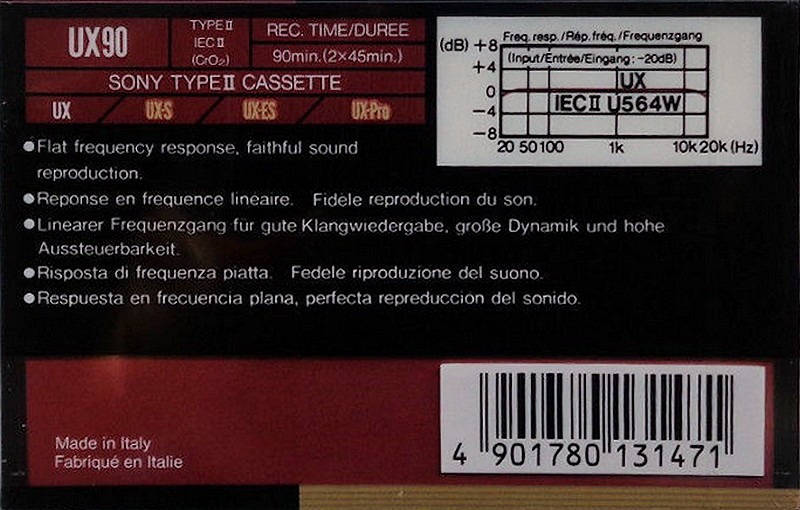 UX90
TYPE II
IEC II
(CrO₂)
REC. TIME/DUREE
90min.(2×45min.)
SONY TYPE II CASSETTE
UX UX-S UX-ES UX-Pro
Freq. resp./Rép. fréq./Frequenzgang
(dB) +8
(Input/Entrée/Eingang: -20dB)
+4
UX
0
IEC II U564W
-4
-8
20 50 100 1k 10k 20k (Hz)
●Flat frequency response, faithful sound
reproduction.
●Reponse en frequence linéaire. Fidéle reproduction du son.
●Linearer Frequenzgang für gute Klangwiedergabe, große Dynamik und hohe
Aussteuerbarkeit.
●Risposta di frequenza piatta. Fedele riproduzione del suono.
●Respuesta en frecuencia plana, perfecta repreduccion del sonido.
Made in Italy
Fabriqué en Italie
4 901780 131471